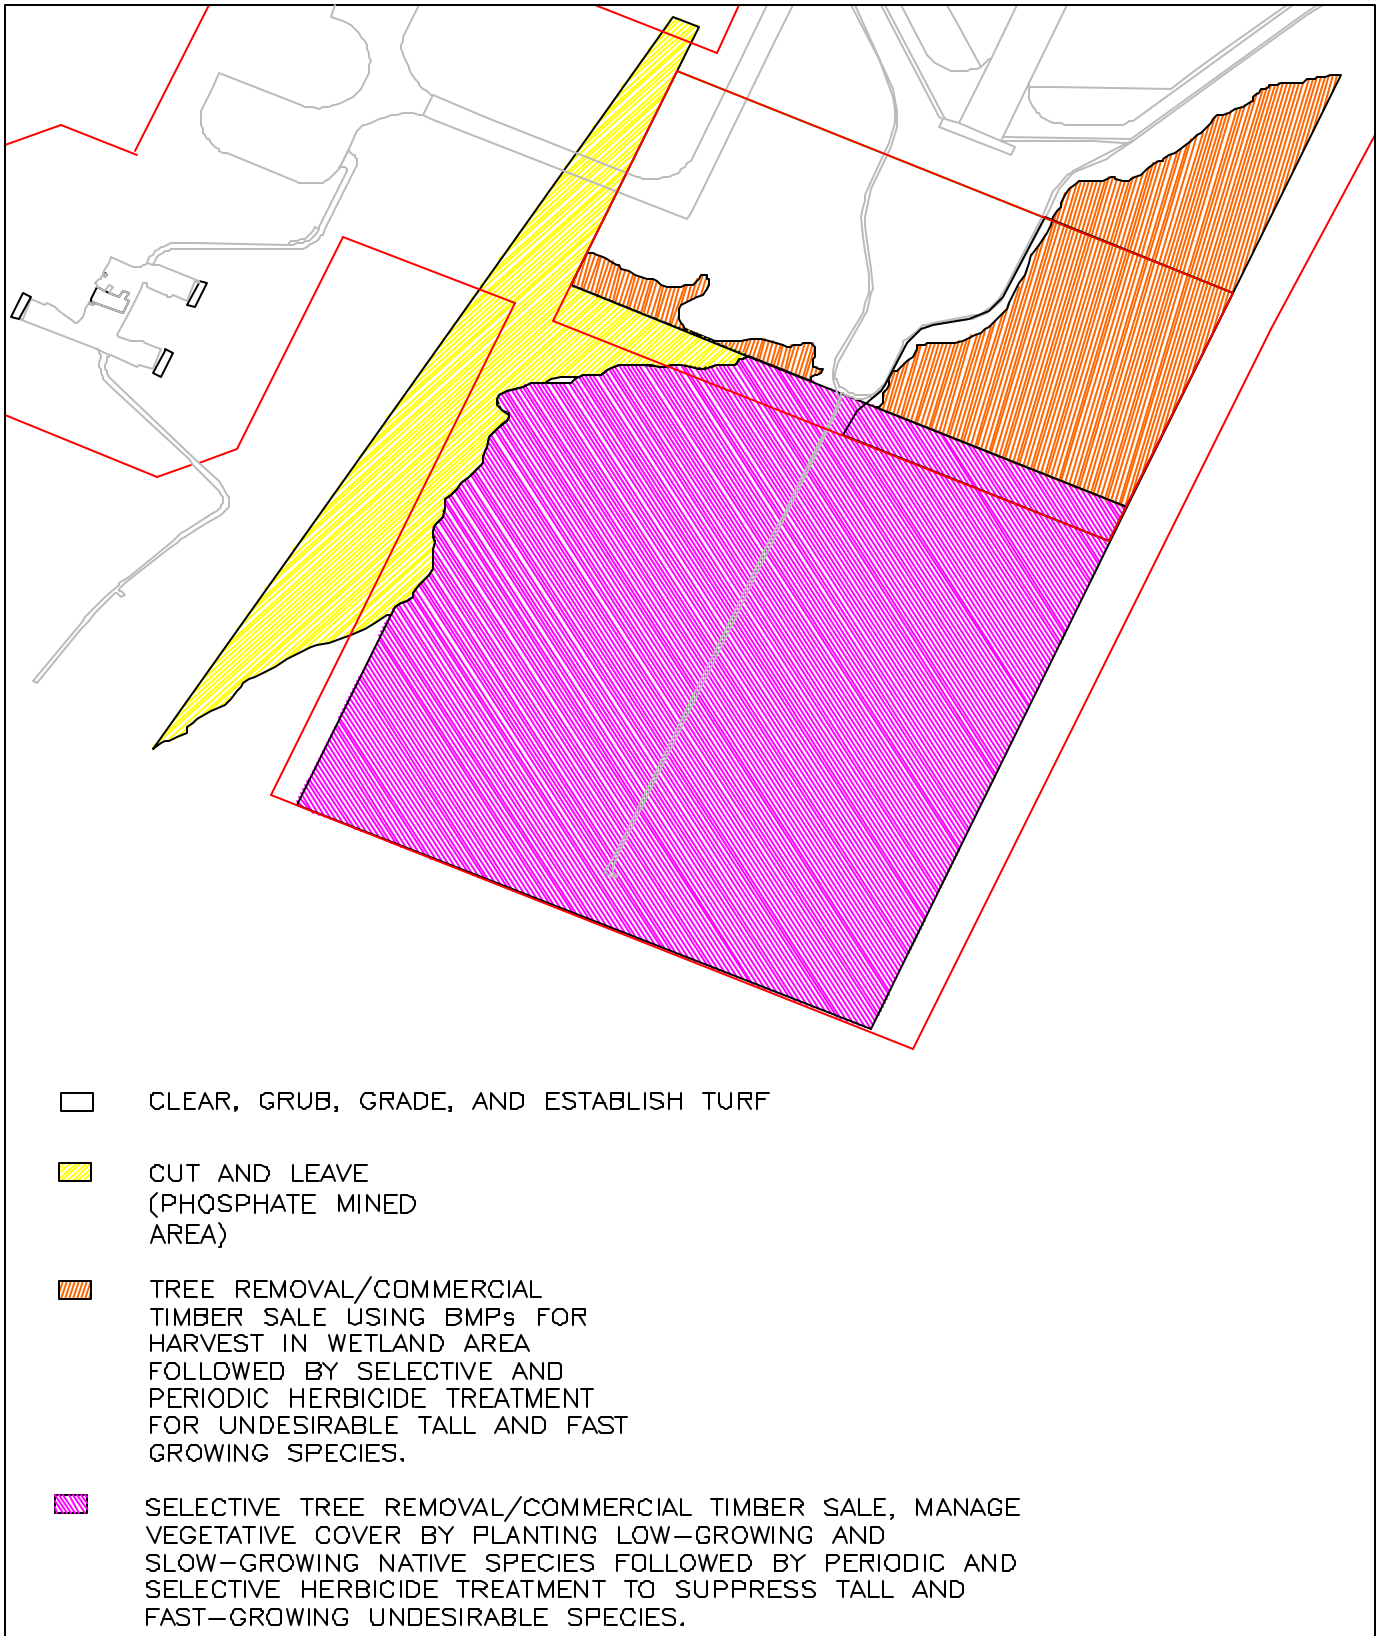 CLEAR, GRUB, GRADE, AND ESTABLISH TURF
CUT AND LEAVE
(PHOSPHATE MINED
AREA)
TREE REMOVAL/COMMERCIAL
TIMBER SALE USING BMPs FOR
HARVEST IN WETLAND AREA
FOLLOWED BY SELECTIVE AND
PERIODIC HERBICIDE TREATMENT
FOR UNDESIRABLE TALL AND FAST
GROWING SPECIES.
SELECTIVE TREE REMOVAL/COMMERCIAL TIMBER SALE, MANAGE
VEGETATIVE COVER BY PLANTING LOW-GROWING AND
SLOW-GROWING NATIVE SPECIES FOLLOWED BY PERIODIC AND
SELECTIVE HERBICIDE TREATMENT TO SUPPRESS TALL AND
FAST-GROWING UNDESIRABLE SPECIES.